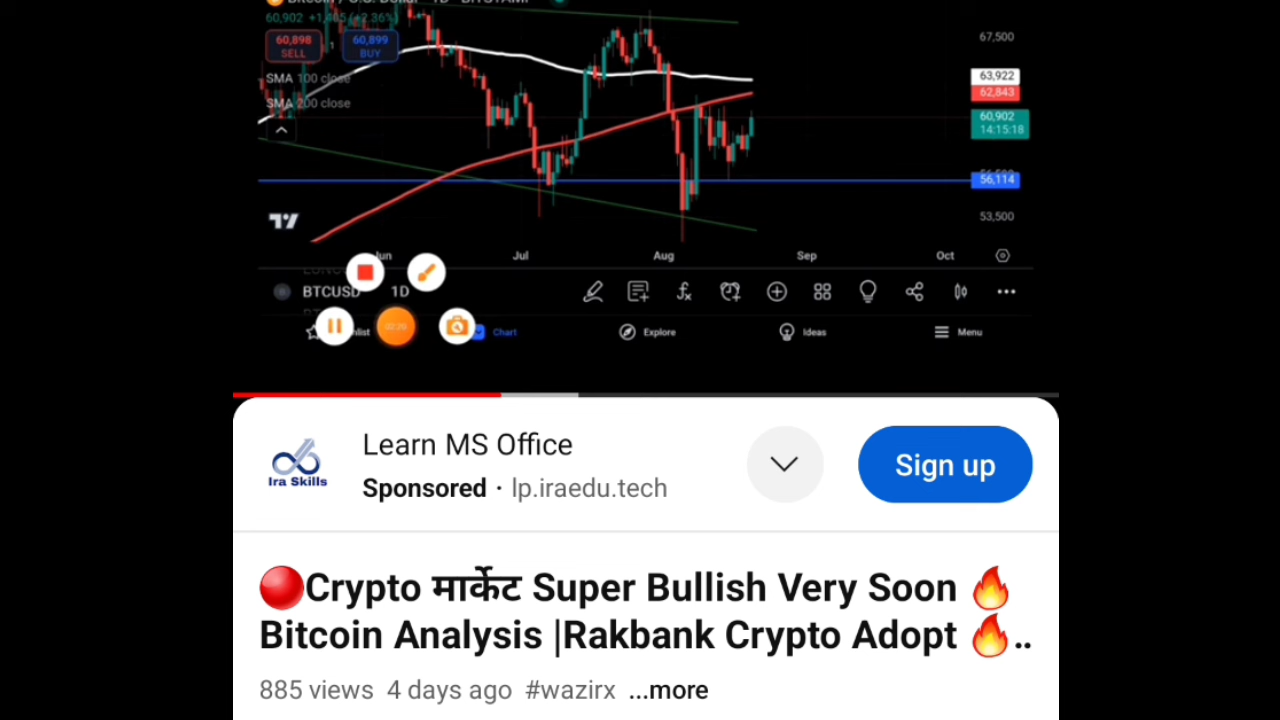 60,902 +1,405 (+2.36%)
60,898 SELL
1
60,899 BUY
SMA 100 close
SMA 200 close
67,500
63,922
62,843
60,902
14:15:18
56,114
53,500
Jun Jul Aug Sep Oct
BTCUSD 1D
Chart Explore Ideas Menu
Learn MS Office
Ira Skills
Sponsored · lp.iraedu.tech
Sign up
🔴Crypto मार्केट Super Bullish Very Soon 🔥
Bitcoin Analysis |Rakbank Crypto Adopt 🔥..
885 views 4 days ago #wazirx ...more